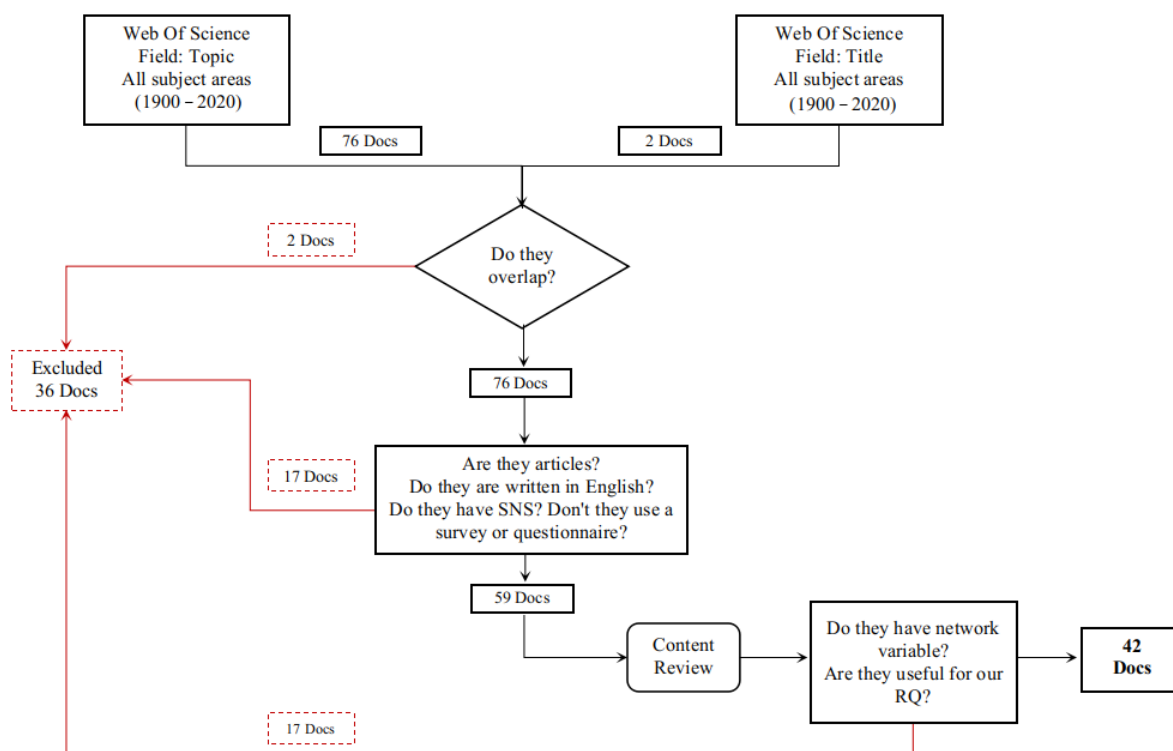 Web Of Science
Field: Topic
All subject areas
(1900 – 2020)
Web Of Science
Field: Title
All subject areas
(1900 – 2020)
76 Docs
2 Docs
2 Docs
Do they
overlap?
Excluded
36 Docs
76 Docs
17 Docs
Are they articles?
Do they are written in English?
Do they have SNS? Don't they use a
survey or questionnaire?
59 Docs
Content
Review
Do they have network
variable?
Are they useful for our
RQ?
42
Docs
17 Docs